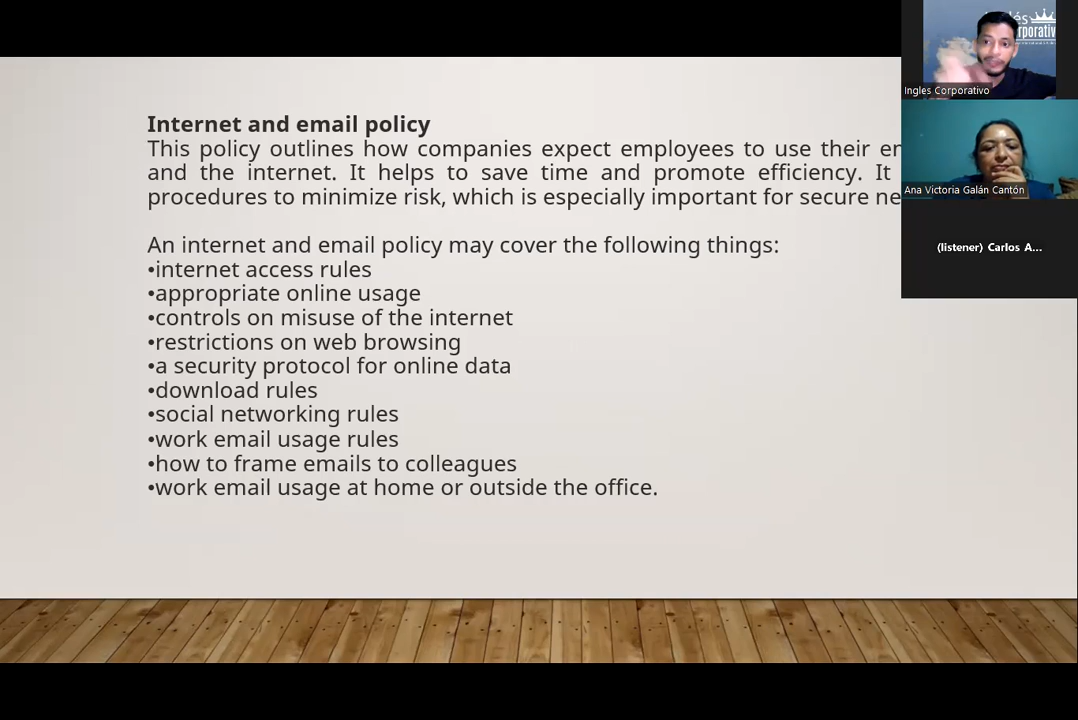 Internet and email policy
This policy outlines how companies expect employees to use their
and the internet. It helps to save time and promote efficiency. It
procedures to minimize risk, which is especially important for secure
An internet and email policy may cover the following things:
•internet access rules
•appropriate online usage
•controls on misuse of the internet
•restrictions on web browsing
•a security protocol for online data
•download rules
•social networking rules
•work email usage rules
•how to frame emails to colleagues
•work email usage at home or outside the office.
Ingles Corporativo
Ana Victoria Galán Cantón
(listener) Carlos A...